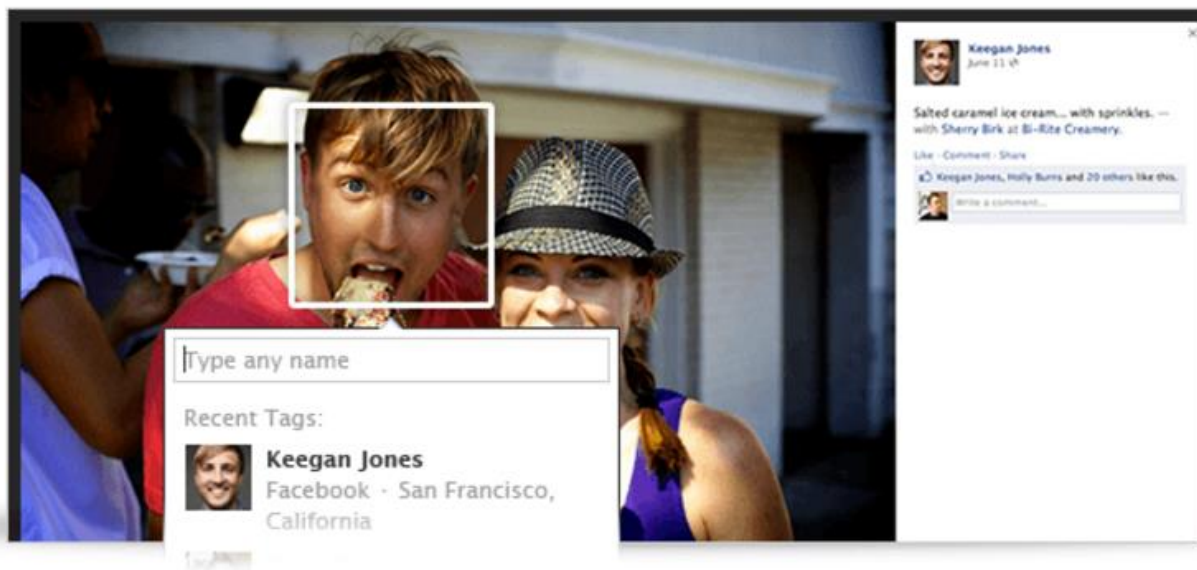 Keegan Jones
June 11
Salted caramel ice cream... with sprinkles. —
with Sherry Birk at Bi-Rite Creamery.
Like · Comment · Share
Keegan Jones, Holly Burns and 20 others like this.
Write a comment...
Type any name
Recent Tags:
Keegan Jones
Facebook · San Francisco,
California